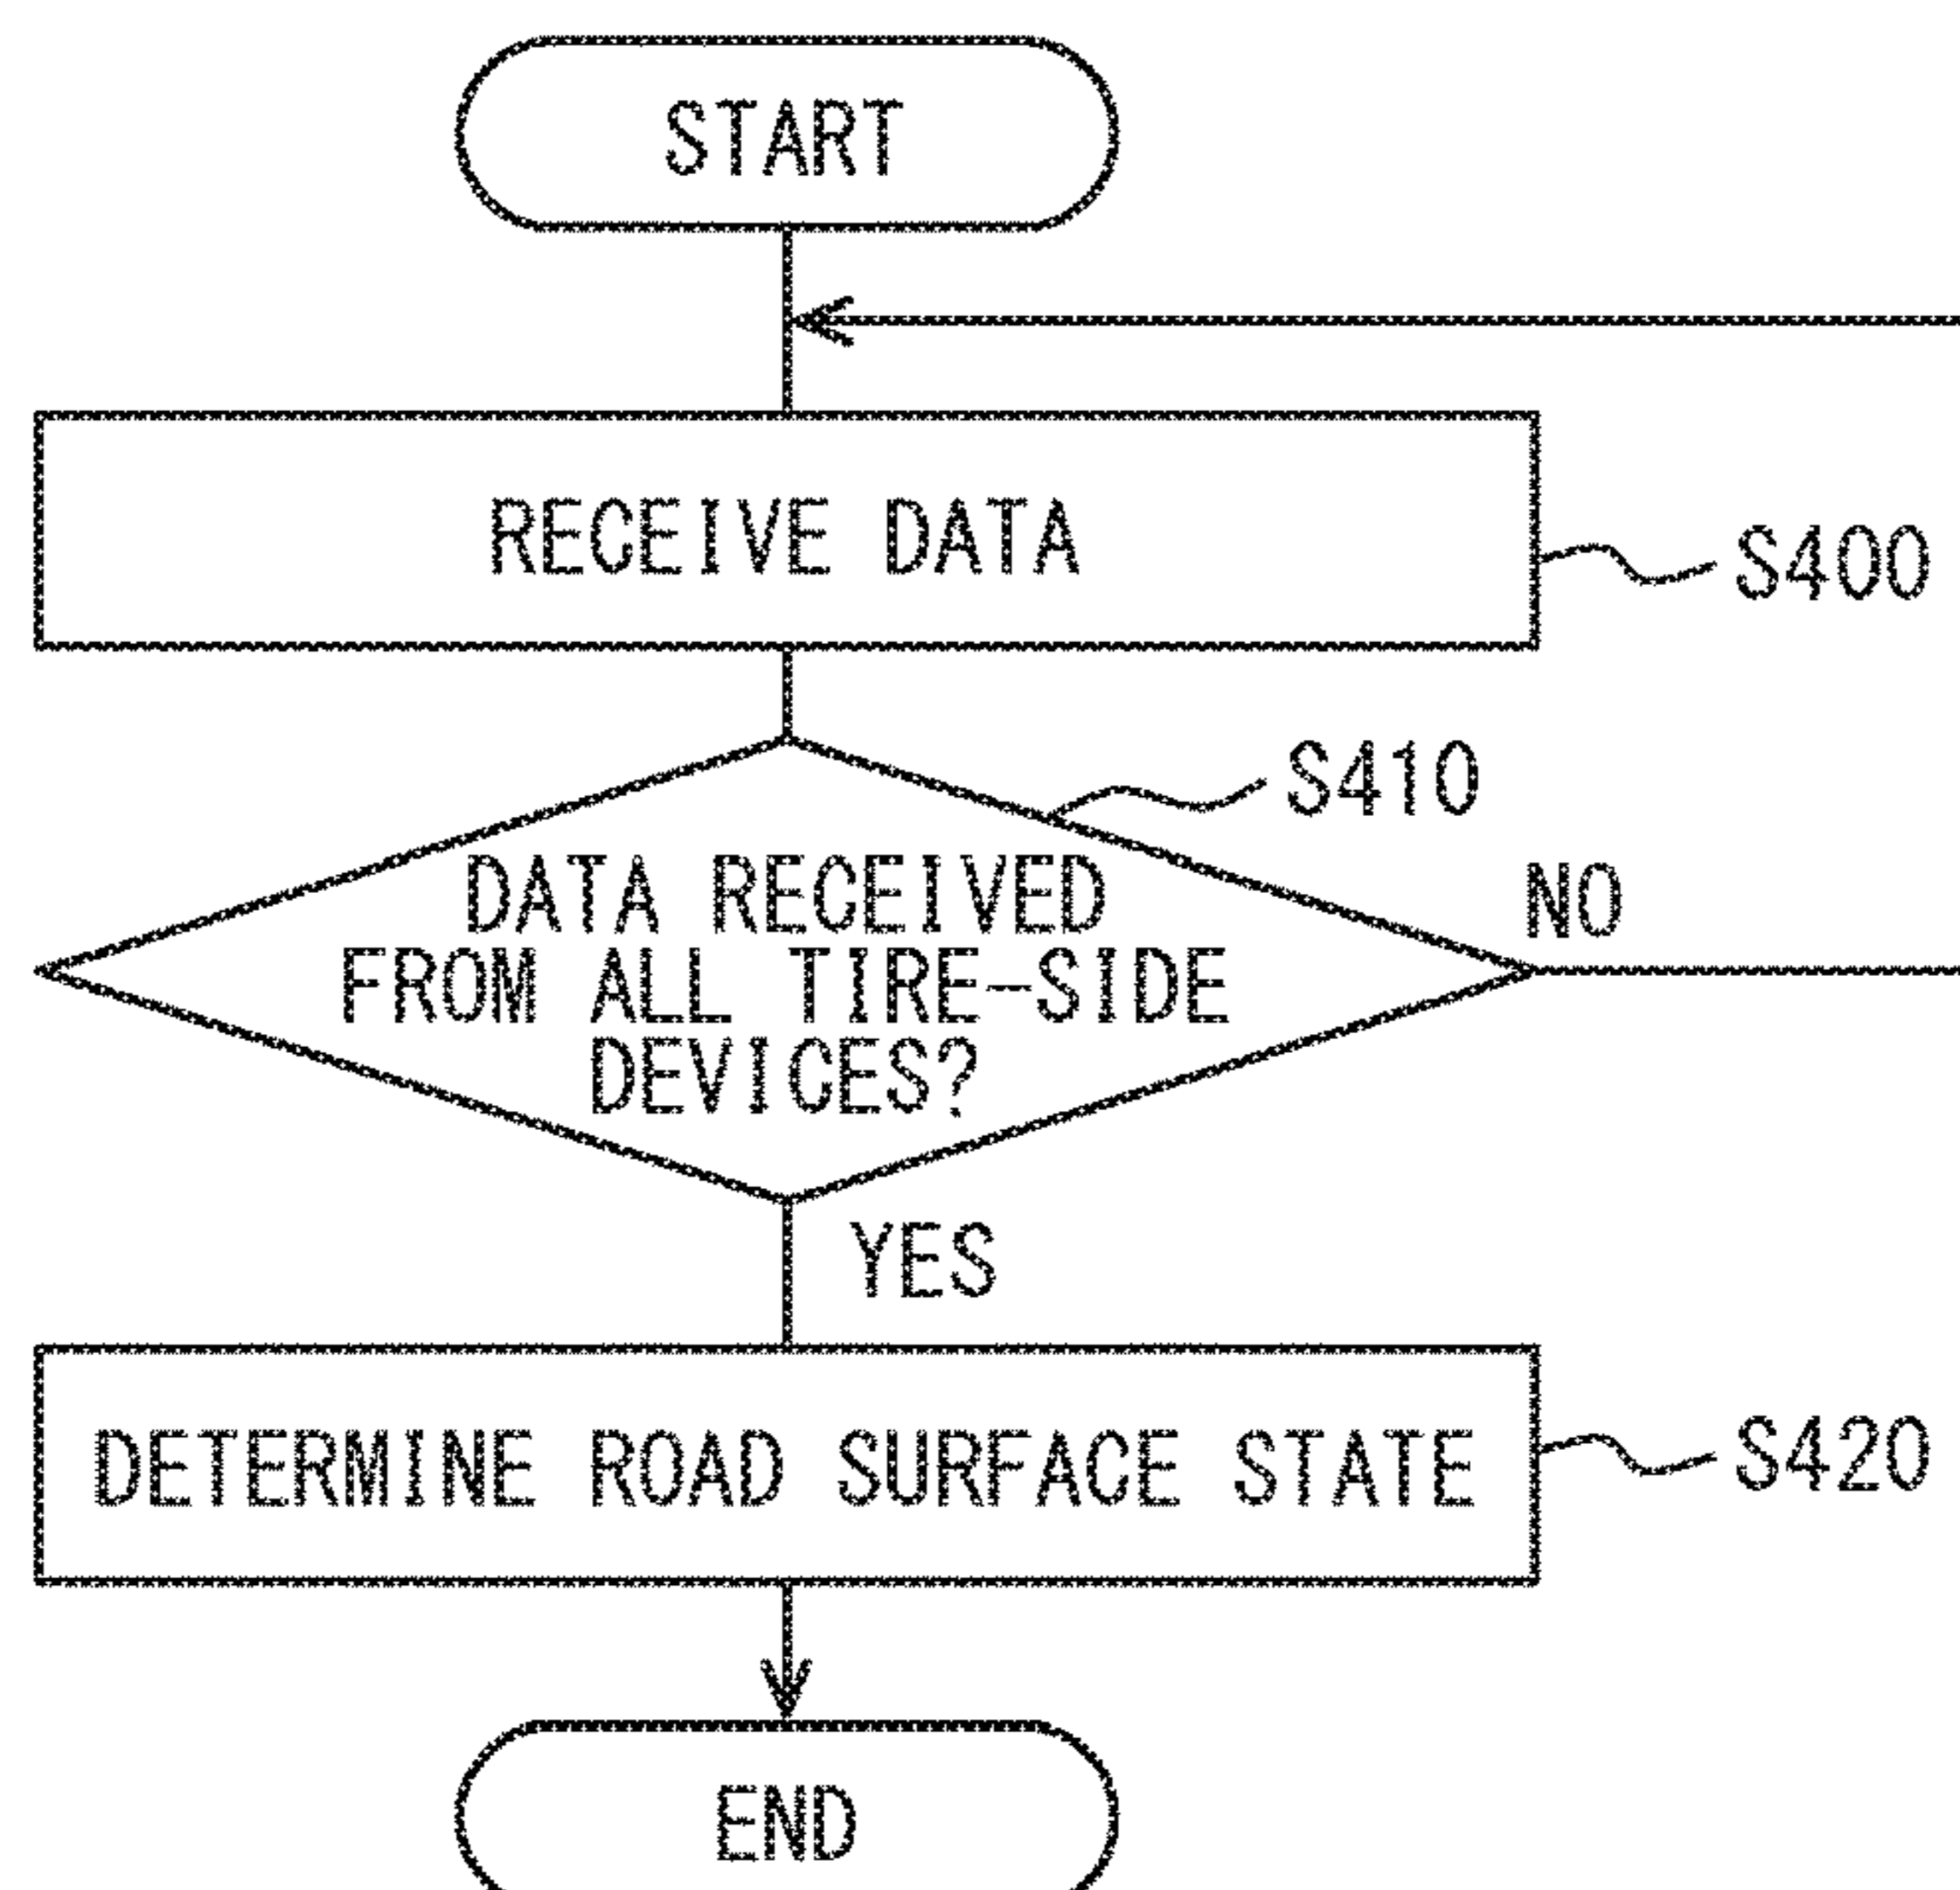 START
RECEIVE DATA
S400
S410
DATA RECEIVED
FROM ALL TIRE-SIDE
DEVICES?
NO
YES
DETERMINE ROAD SURFACE STATE
S420
END